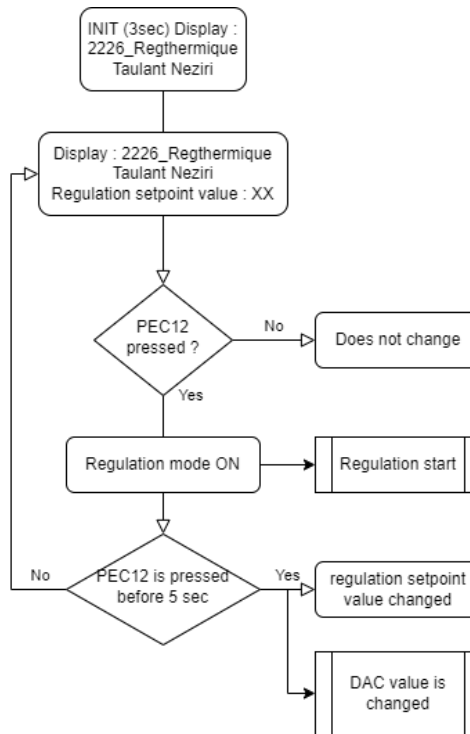 INIT (3sec) Display :
2226_Regthermique
Taulant Neziri
Display : 2226_Regthermique
Taulant Neziri
Regulation setpoint value : XX
PEC12
pressed ?
No
Does not change
Yes
Regulation mode ON
Regulation start
No
PEC12 is pressed
before 5 sec
Yes
regulation setpoint
value changed
DAC value is
changed